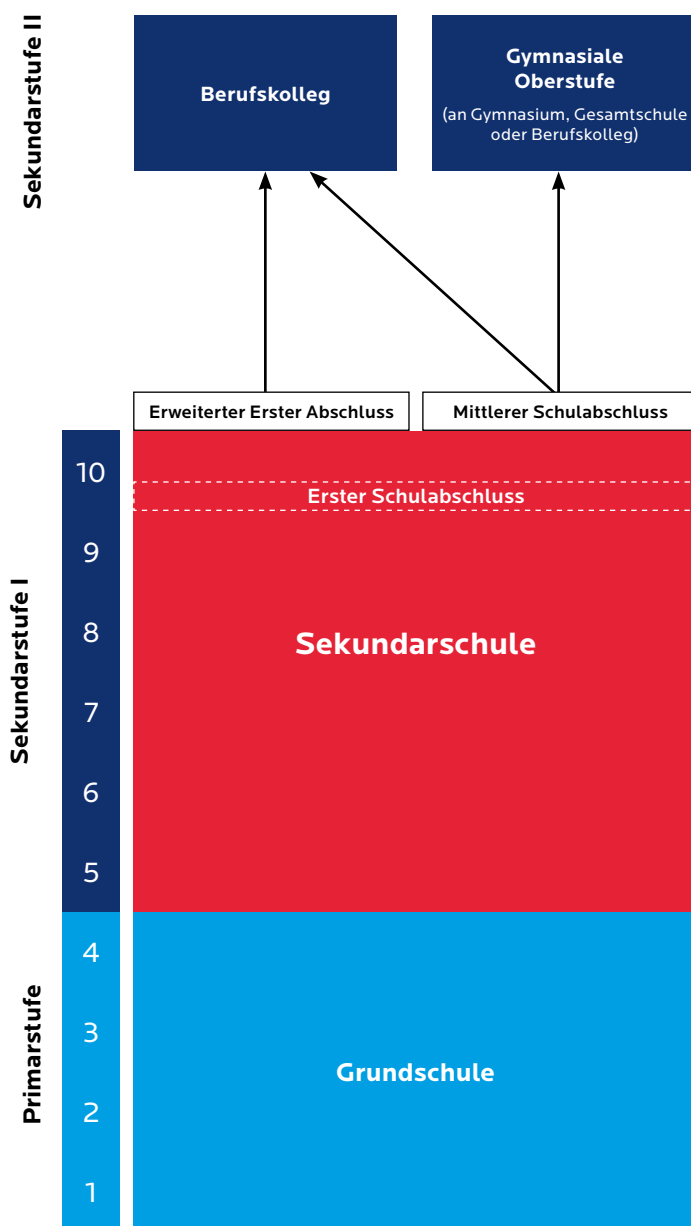 Sekundarstufe II
Berufskolleg
Gymnasiale
Oberstufe
(an Gymnasium, Gesamtschule
oder Berufskolleg)
Erweiterter Erster Abschluss
Mittlerer Schulabschluss
Sekundarstufe I
10
Erster Schulabschluss
9
8
Sekundarschule
7
6
5
Primarstufe
4
3
Grundschule
2
1